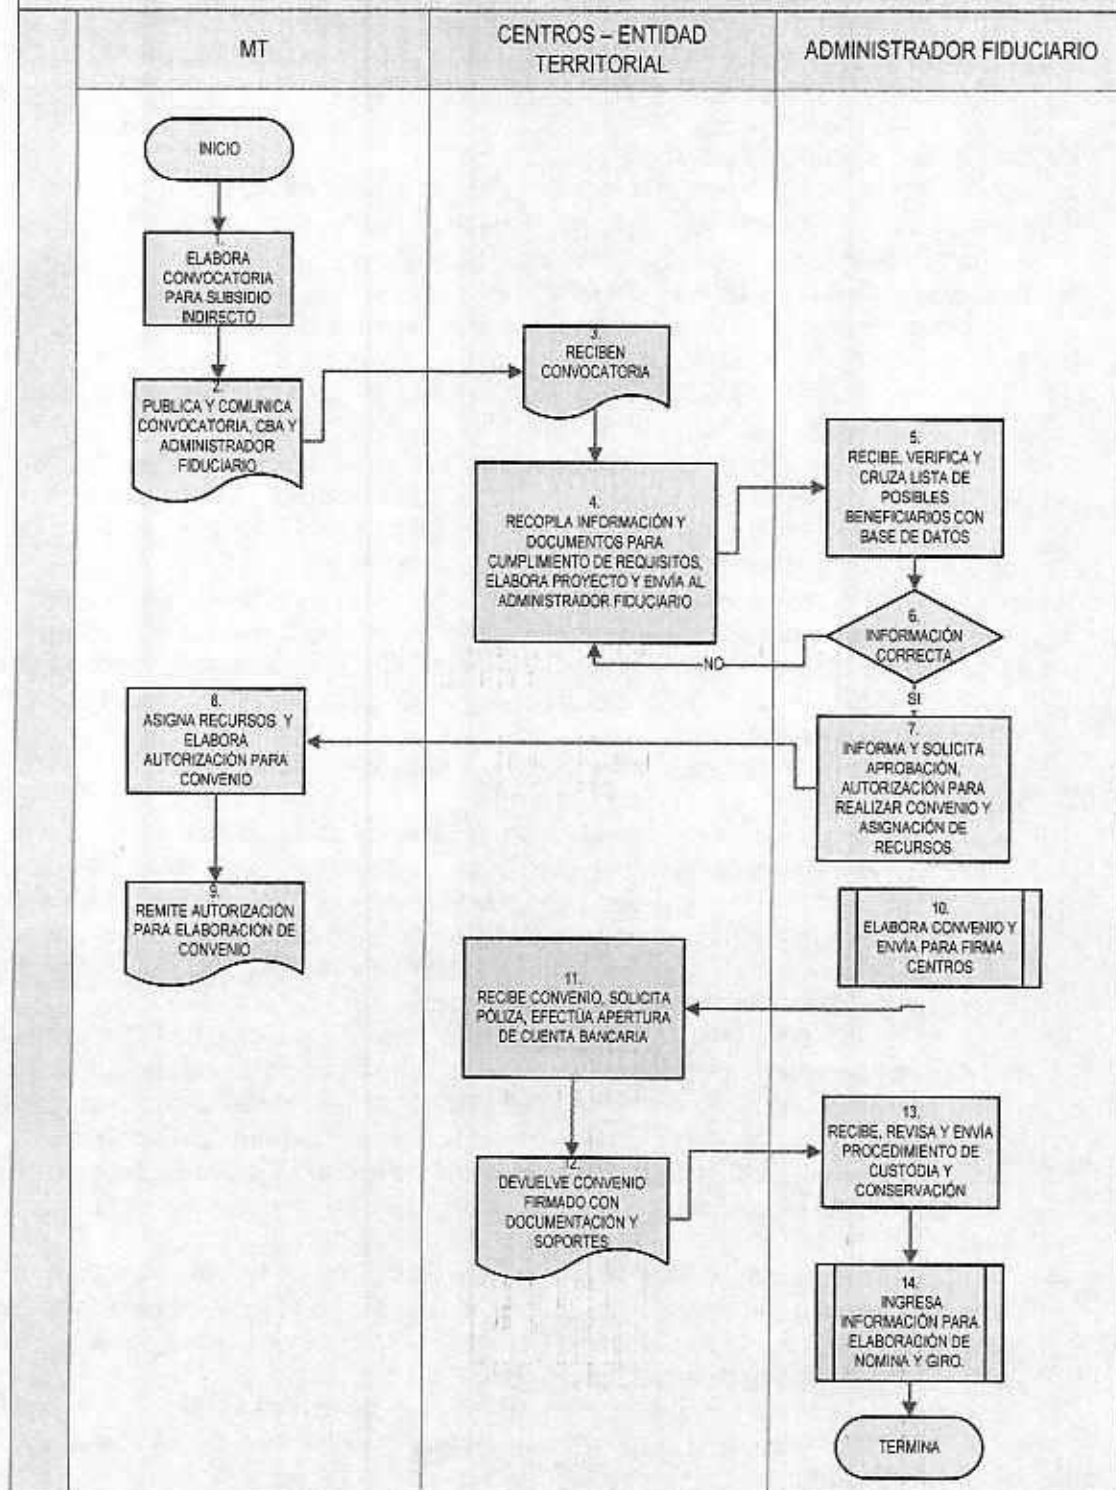 MT
CENTROS – ENTIDAD
TERRITORIAL
ADMINISTRADOR FIDUCIARIO
INICIO
1.
ELABORA
CONVOCATORIA
PARA SUBSIDIO
INDIRECTO
2.
PUBLICA Y COMUNICA
CONVOCATORIA, CBA Y
ADMINISTRADOR
FIDUCIARIO
3.
RECIBEN
CONVOCATORIA
4.
RECOPILA INFORMACIÓN Y
DOCUMENTOS PARA
CUMPLIMIENTO DE REQUISITOS,
ELABORA PROYECTO Y ENVÍA AL
ADMINISTRADOR FIDUCIARIO
5.
RECIBE, VERIFICA Y
CRUZA LISTA DE
POSIBLES
BENEFICIARIOS CON
BASE DE DATOS
6.
INFORMACIÓN
CORRECTA
NO
SI
7.
INFORMA Y SOLICITA
APROBACIÓN,
AUTORIZACIÓN PARA
REALIZAR CONVENIO Y
ASIGNACIÓN DE
RECURSOS
8.
ASIGNA RECURSOS Y
ELABORA
AUTORIZACIÓN PARA
CONVENIO
9.
REMITE AUTORIZACIÓN
PARA ELABORACIÓN DE
CONVENIO
10.
ELABORA CONVENIO Y
ENVÍA PARA FIRMA
CENTROS
11.
RECIBE CONVENIO, SOLICITA
PÓLIZA, EFECTÚA APERTURA
DE CUENTA BANCARIA
12.
DEVUELVE CONVENIO
FIRMADO CON
DOCUMENTACIÓN Y
SOPORTES
13.
RECIBE, REVISA Y ENVÍA
PROCEDIMIENTO DE
CUSTODIA Y
CONSERVACIÓN
14.
INGRESA
INFORMACIÓN PARA
ELABORACIÓN DE
NOMINA Y GIRO.
TERMINA